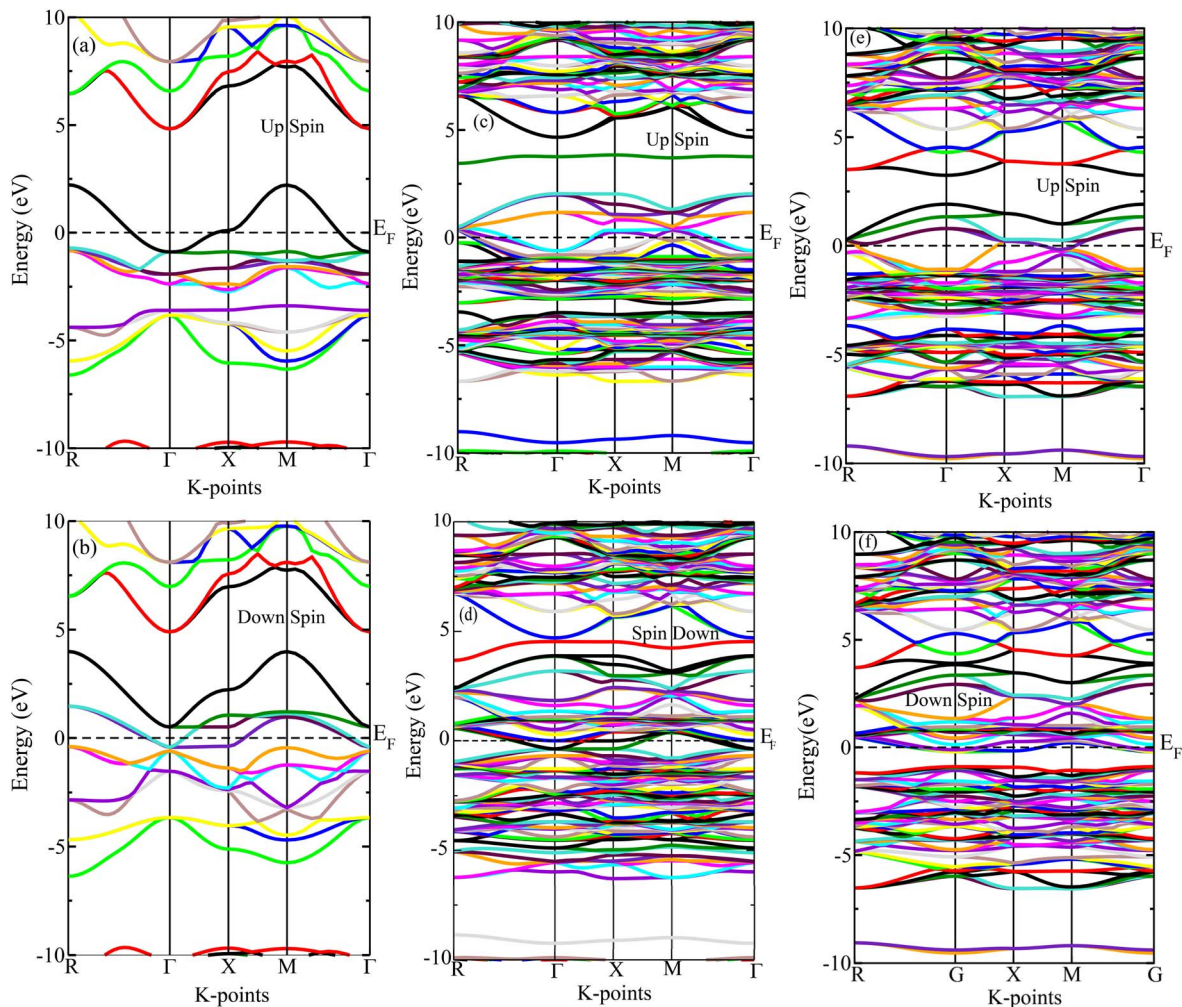 (a)
10
5
0
-5
-10
Energy (eV)
Up Spin
E_F
R Γ X M Γ
K-points
(c)
10
5
0
-5
-10
Energy(eV)
Up Spin
E_F
R Γ X M Γ
K-points
(e)
10
5
0
-5
-10
Energy(eV)
Up Spin
E_F
R Γ X M Γ
K-points
(b)
10
5
0
-5
-10
Energy (eV)
Down Spin
E_F
R Γ X M Γ
K-points
(d)
10
5
0
-5
-10
Energy (eV)
Spin Down
E_F
R Γ X M Γ
K-points
(f)
10
5
0
-5
-10
Energy(eV)
Down Spin
E_F
R G X M G
K-points